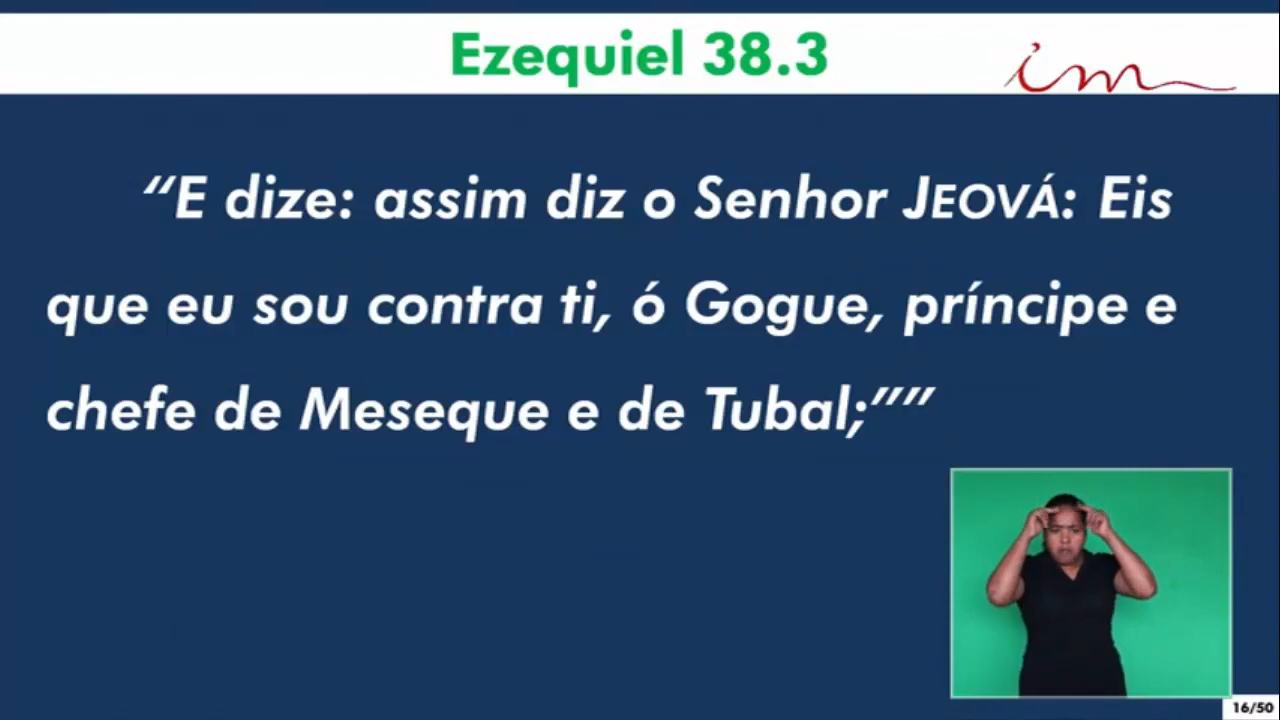 Ezequiel 38.3
im
“E dize: assim diz o Senhor JEOVÁ: Eis
que eu sou contra ti, ó Gogue, príncipe e
chefe de Meseque e de Tubal;””
16/50